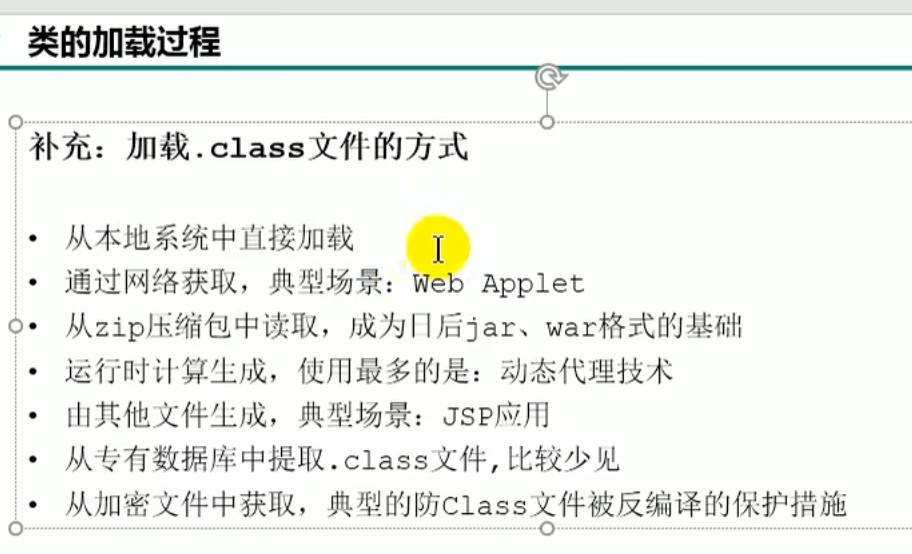 类的加载过程
补充：加载.class文件的方式
• 从本地系统中直接加载
• 通过网络获取，典型场景：Web Applet
• 从zip压缩包中读取，成为日后jar、war格式的基础
• 运行时计算生成，使用最多的是：动态代理技术
• 由其他文件生成，典型场景：JSP应用
• 从专有数据库中提取.class文件,比较少见
• 从加密文件中获取，典型的防Class文件被反编译的保护措施